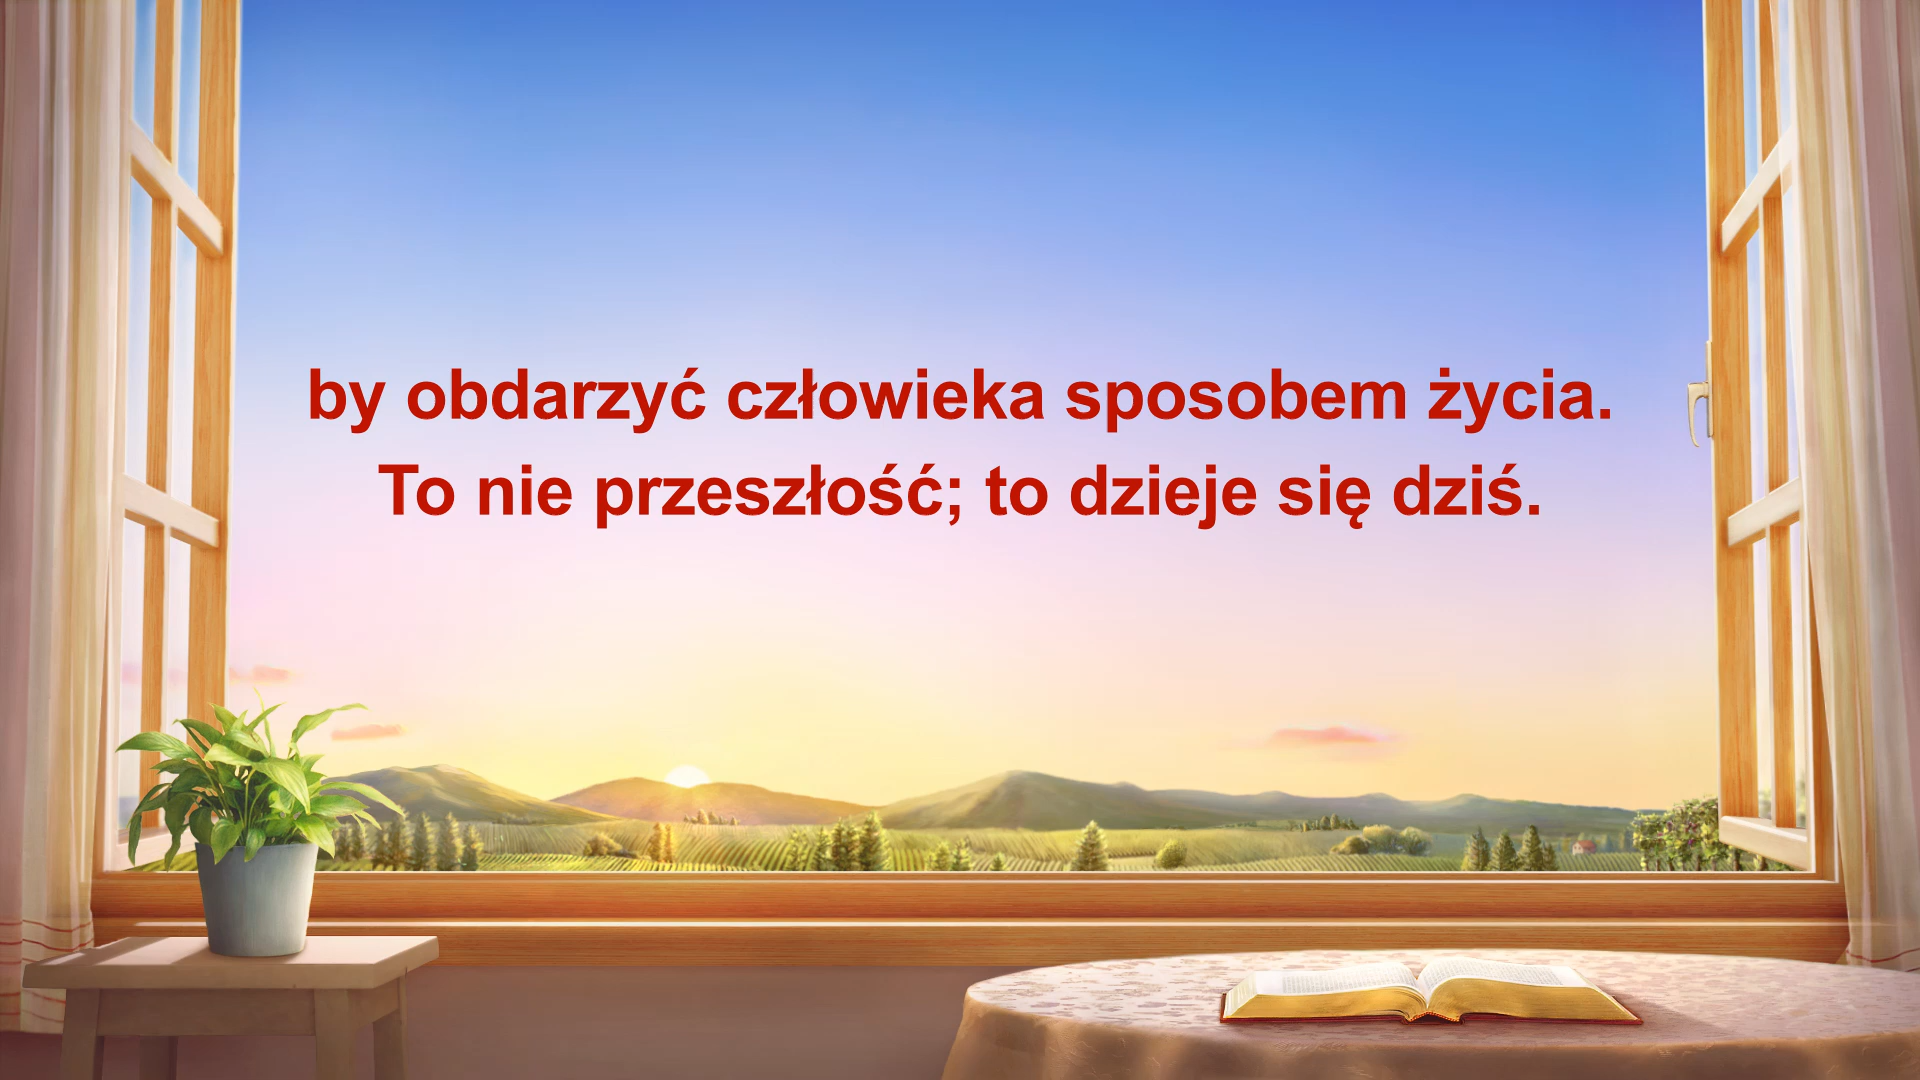 by obdarzyć człowieka sposobem życia.
To nie przeszłość; to dzieje się dziś.